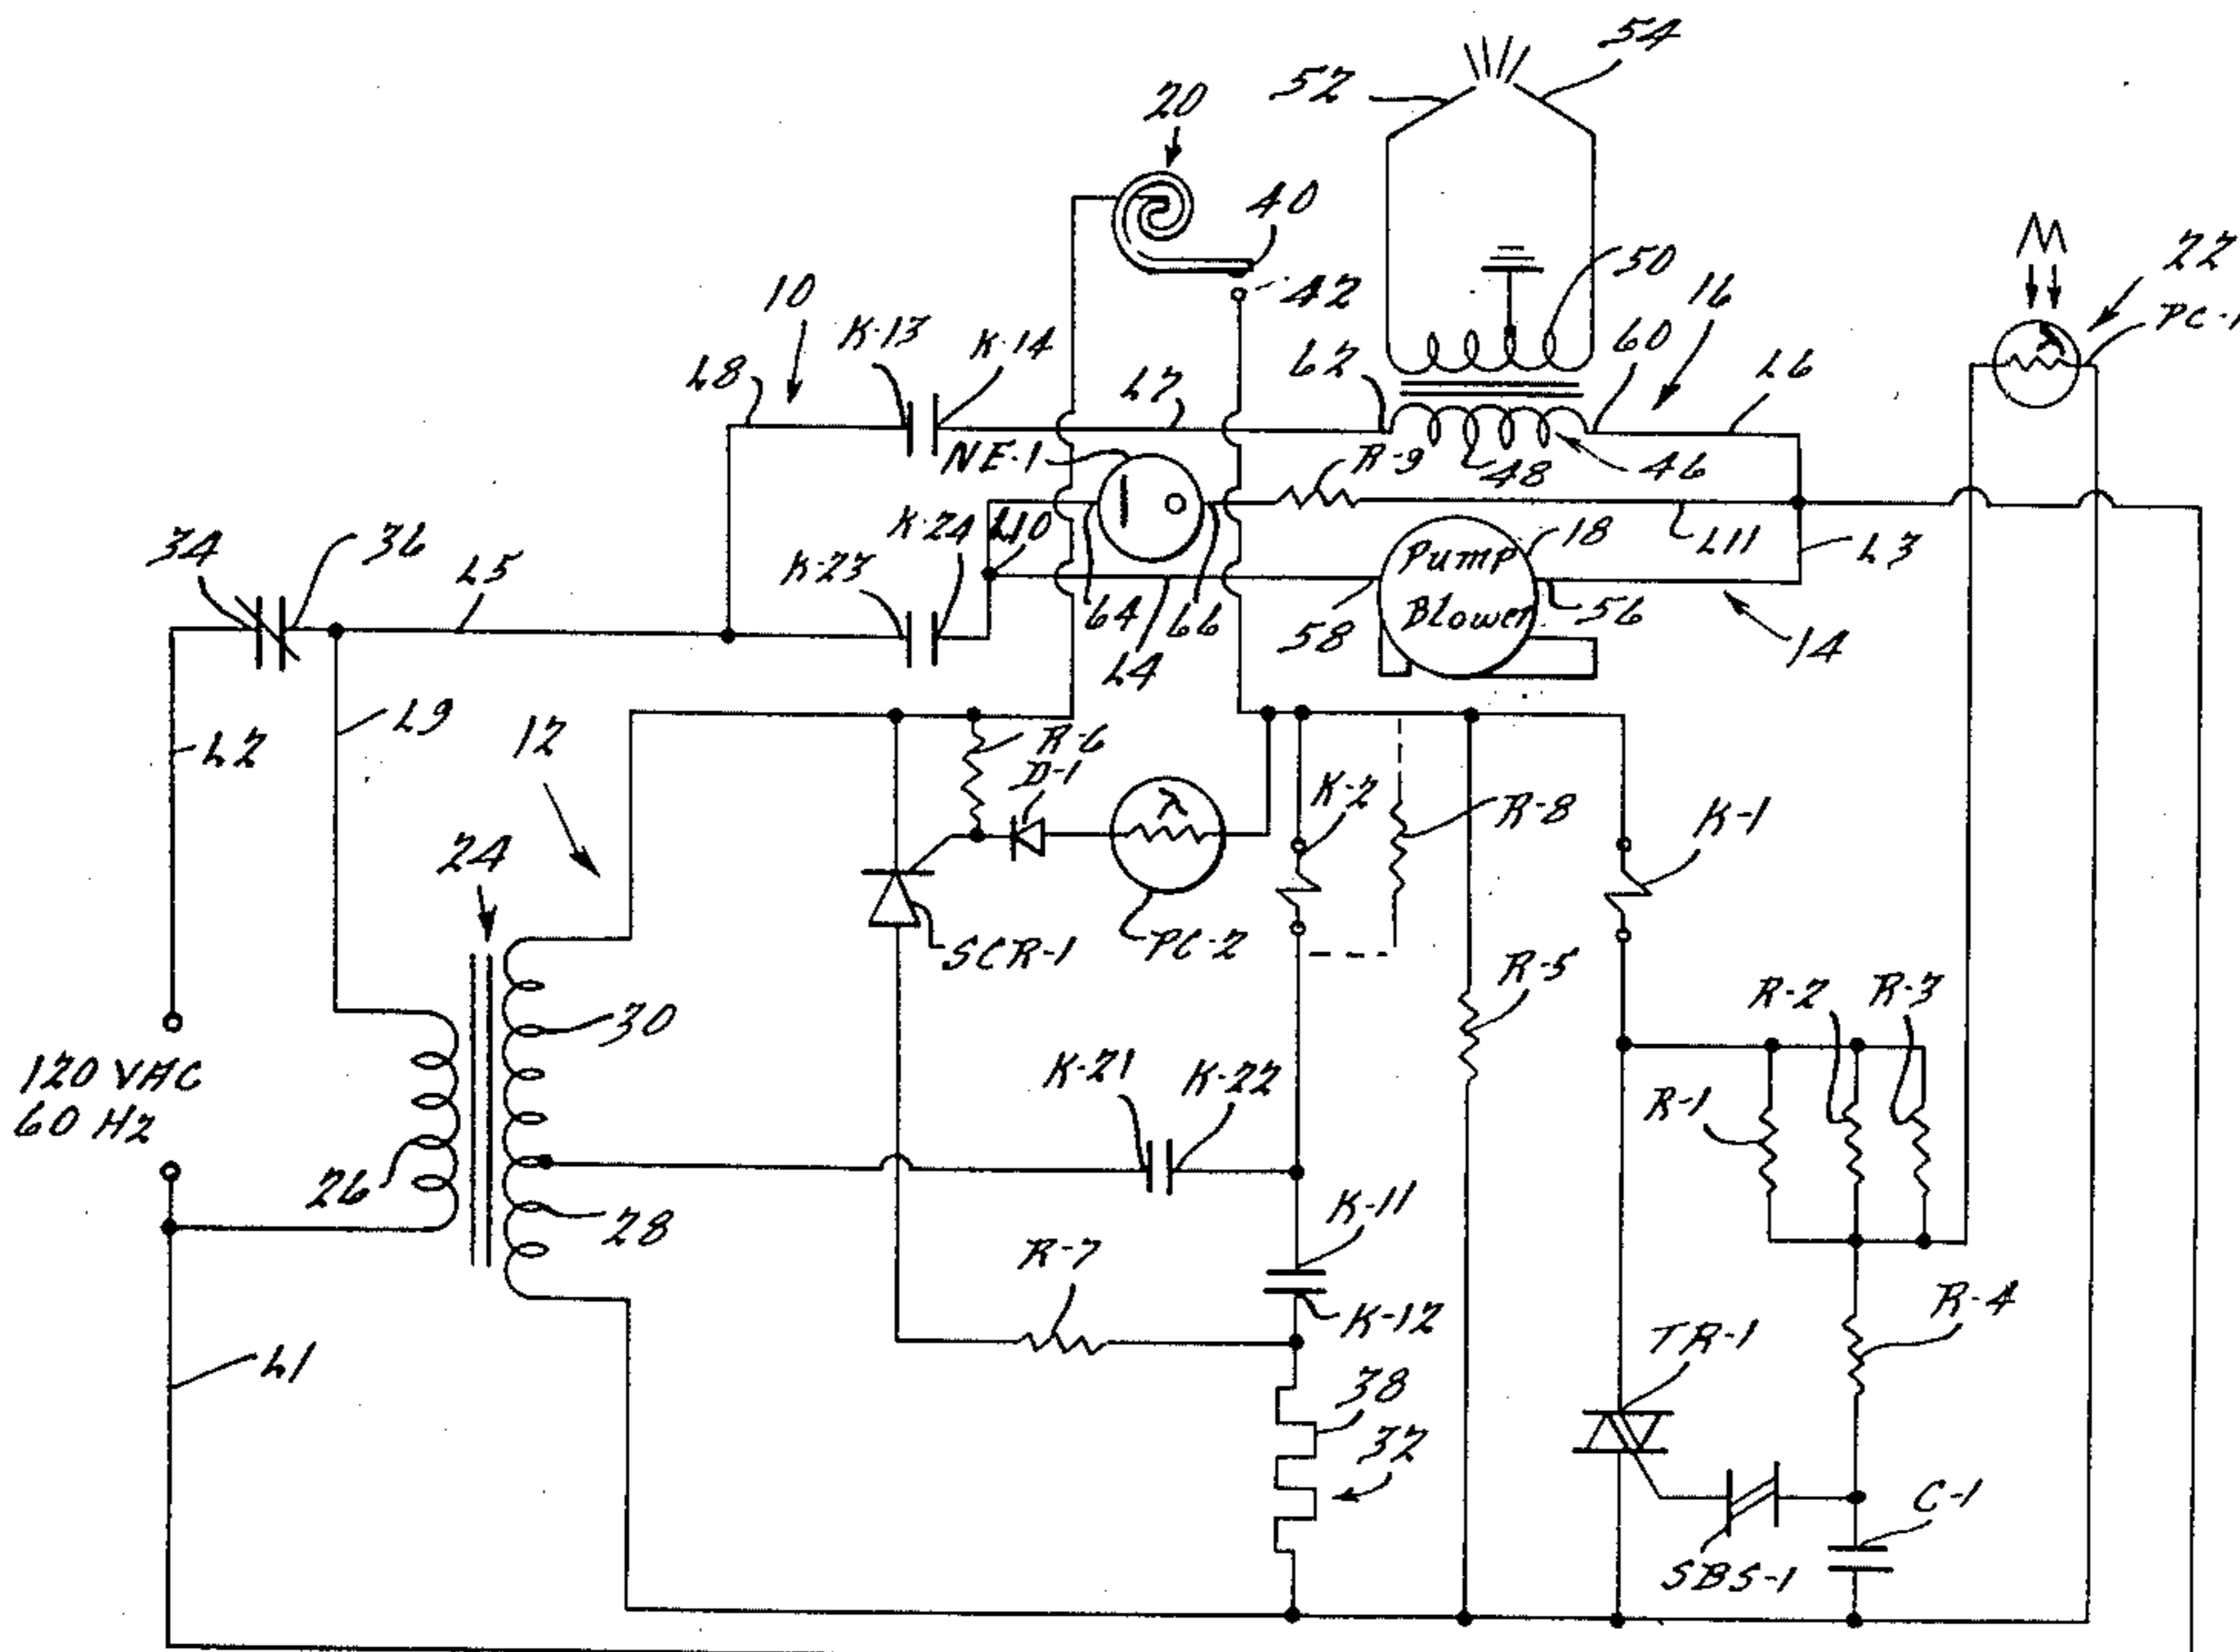 54
52
20
40
50
22
PC-1
42
10
K-13
K-14
62
60
16
L8
L7
L6
NE-1
R-9
48
46
34
36
L5
K-23
K-24
L10
64
L4
66
58
Pump
Blower
18
56
L11
L3
14
L2
L9
12
R-6
D-1
K-2
R-8
K-1
24
SCR-1
PC-2
30
R-5
R-2
R-3
R-1
120 VAC
60 Hz
K-21
K-22
26
28
R-7
K-11
K-12
R-4
TR-1
38
32
L1
SBS-1
C-1
λ
λ